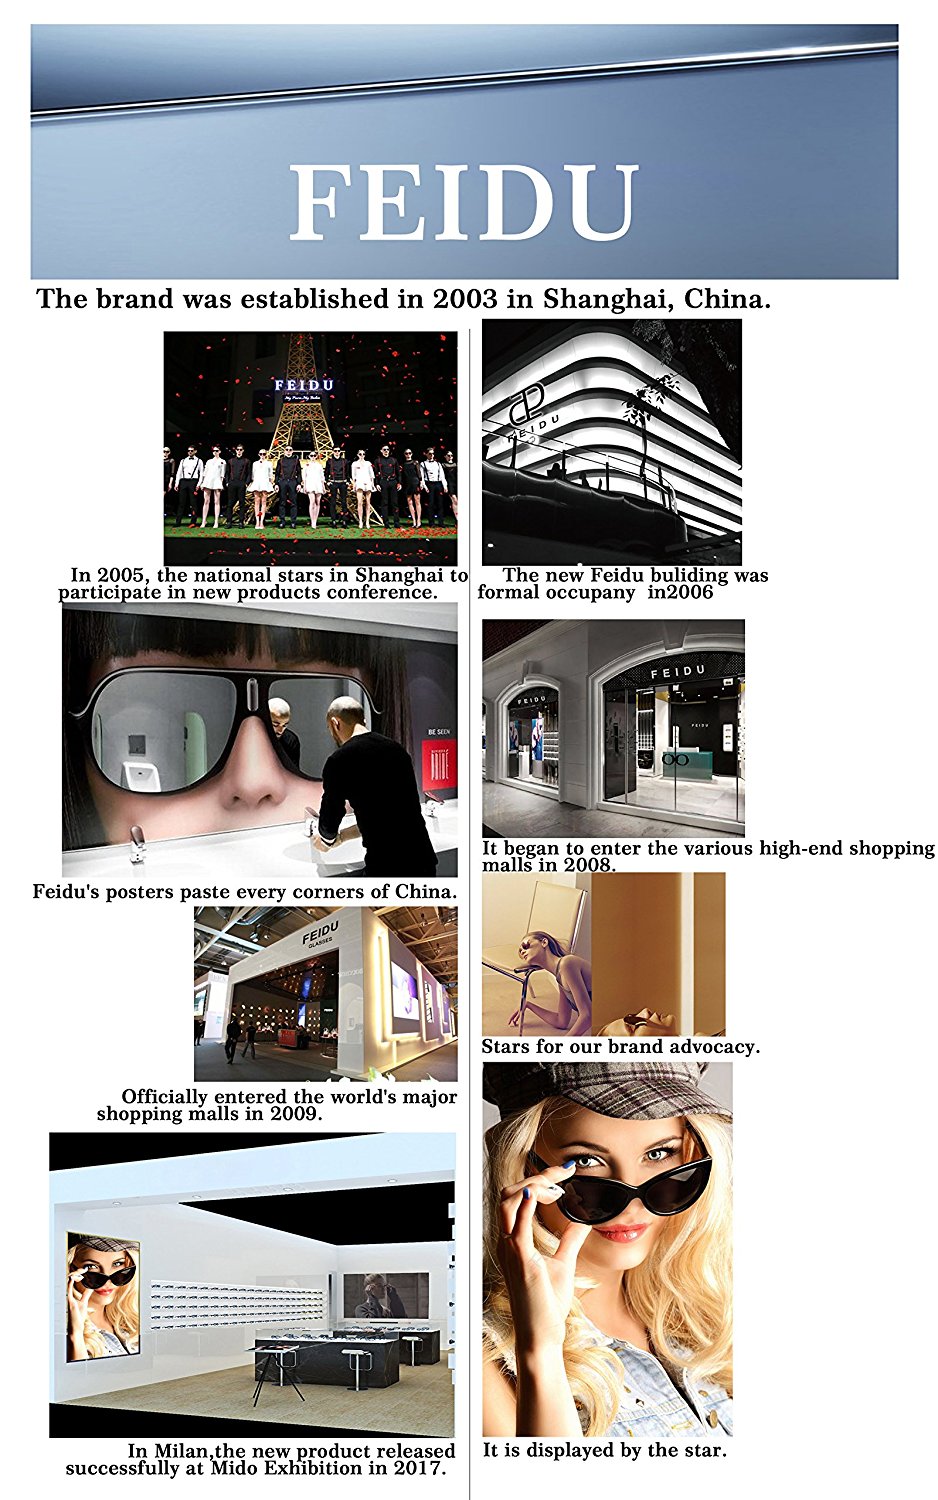 FEIDU
The brand was established in 2003 in Shanghai, China.
FEIDU
In 2005, the national stars in Shanghai to
participate in new products conference.
FEIDU
The new Feidu buliding was
formal occupany in2006
BE SEEN
Feidu's posters paste every corners of China.
FEIDU
FEIDU
FEIDU
It began to enter the various high-end shopping
malls in 2008.
FEIDU
GLASSES
Officially entered the world's major
shopping malls in 2009.
Stars for our brand advocacy.
In Milan,the new product released
successfully at Mido Exhibition in 2017.
It is displayed by the star.